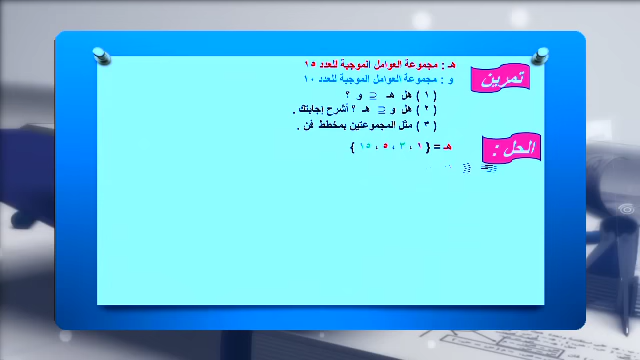 تمرين
هـ : مجموعة العوامل الموجبة للعدد ١٥
و : مجموعة العوامل الموجبة للعدد ١٠
( ١ ) هل هـ ⊆ و ؟
( ٢ ) هل و ⊆ هـ ؟ أشرح إجابتك .
( ٣ ) مثل المجموعتين بمخطط فن .
الحل :
هـ = { ١ ، ٣ ، ٥ ، ١٥ }